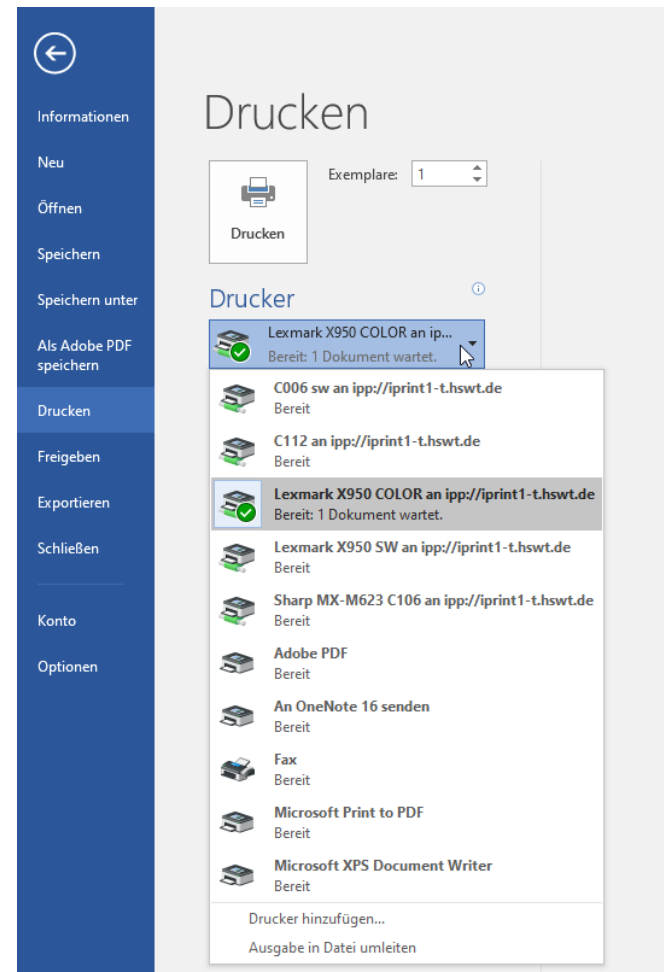 Informationen
Neu
Öffnen
Speichern
Speichern unter
Als Adobe PDF
speichern
Drucken
Freigeben
Exportieren
Schließen
Konto
Optionen
Drucken
Exemplare: 1
Drucken
Drucker
Lexmark X950 COLOR an ip...
Bereit: 1 Dokument wartet.
C006 sw an ipp://iprint1-t.hswt.de
Bereit
C112 an ipp://iprint1-t.hswt.de
Bereit
Lexmark X950 COLOR an ipp://iprint1-t.hswt.de
Bereit: 1 Dokument wartet.
Lexmark X950 SW an ipp://iprint1-t.hswt.de
Bereit
Sharp MX-M623 C106 an ipp://iprint1-t.hswt.de
Bereit
Adobe PDF
Bereit
An OneNote 16 senden
Bereit
Fax
Bereit
Microsoft Print to PDF
Bereit
Microsoft XPS Document Writer
Bereit
Drucker hinzufügen...
Ausgabe in Datei umleiten